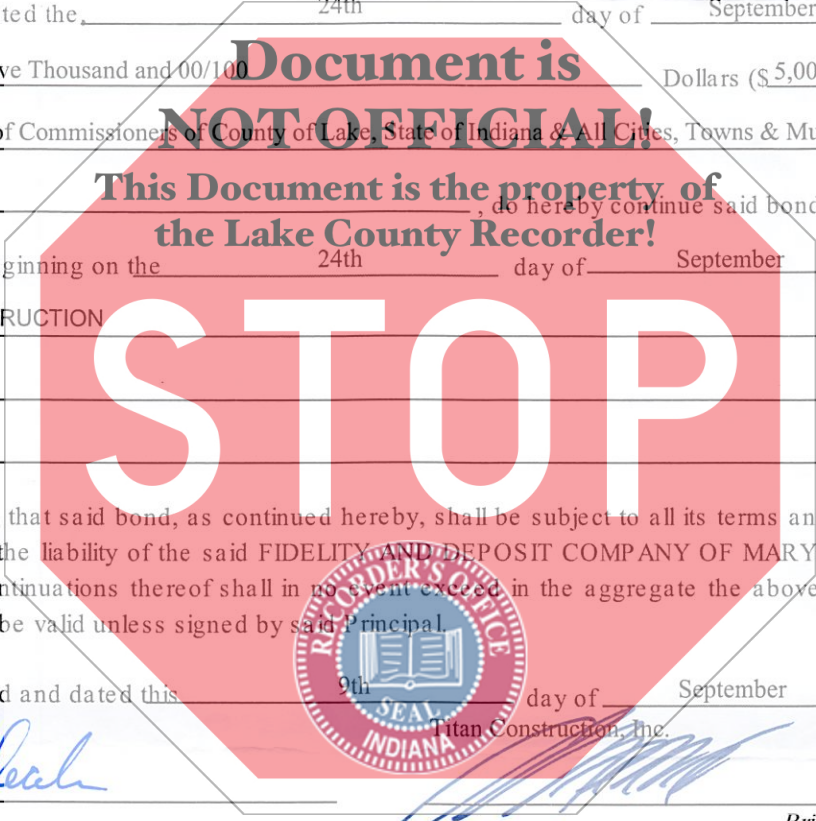 ted the 24th day of September
Document is
ve Thousand and 00/100 Dollars ($ 5,00
NOT OFFICIAL!
of Commissioners of County of Lake, State of Indiana & All Cities, Towns & Mu
This Document is the property of
, do hereby continue said bond
the Lake County Recorder!
ginning on the 24th day of September
RUCTION
STOP
that said bond, as continued hereby, shall be subject to all its terms an
the liability of the said FIDELITY AND DEPOSIT COMPANY OF MARY
ntinuations thereof shall in no event exceed in the aggregate the above
be valid unless signed by said Principal.
RECORDER'S OFFICE
SEAL
INDIANA
d and dated this 9th day of September
Titan Construction, Inc.
Pri